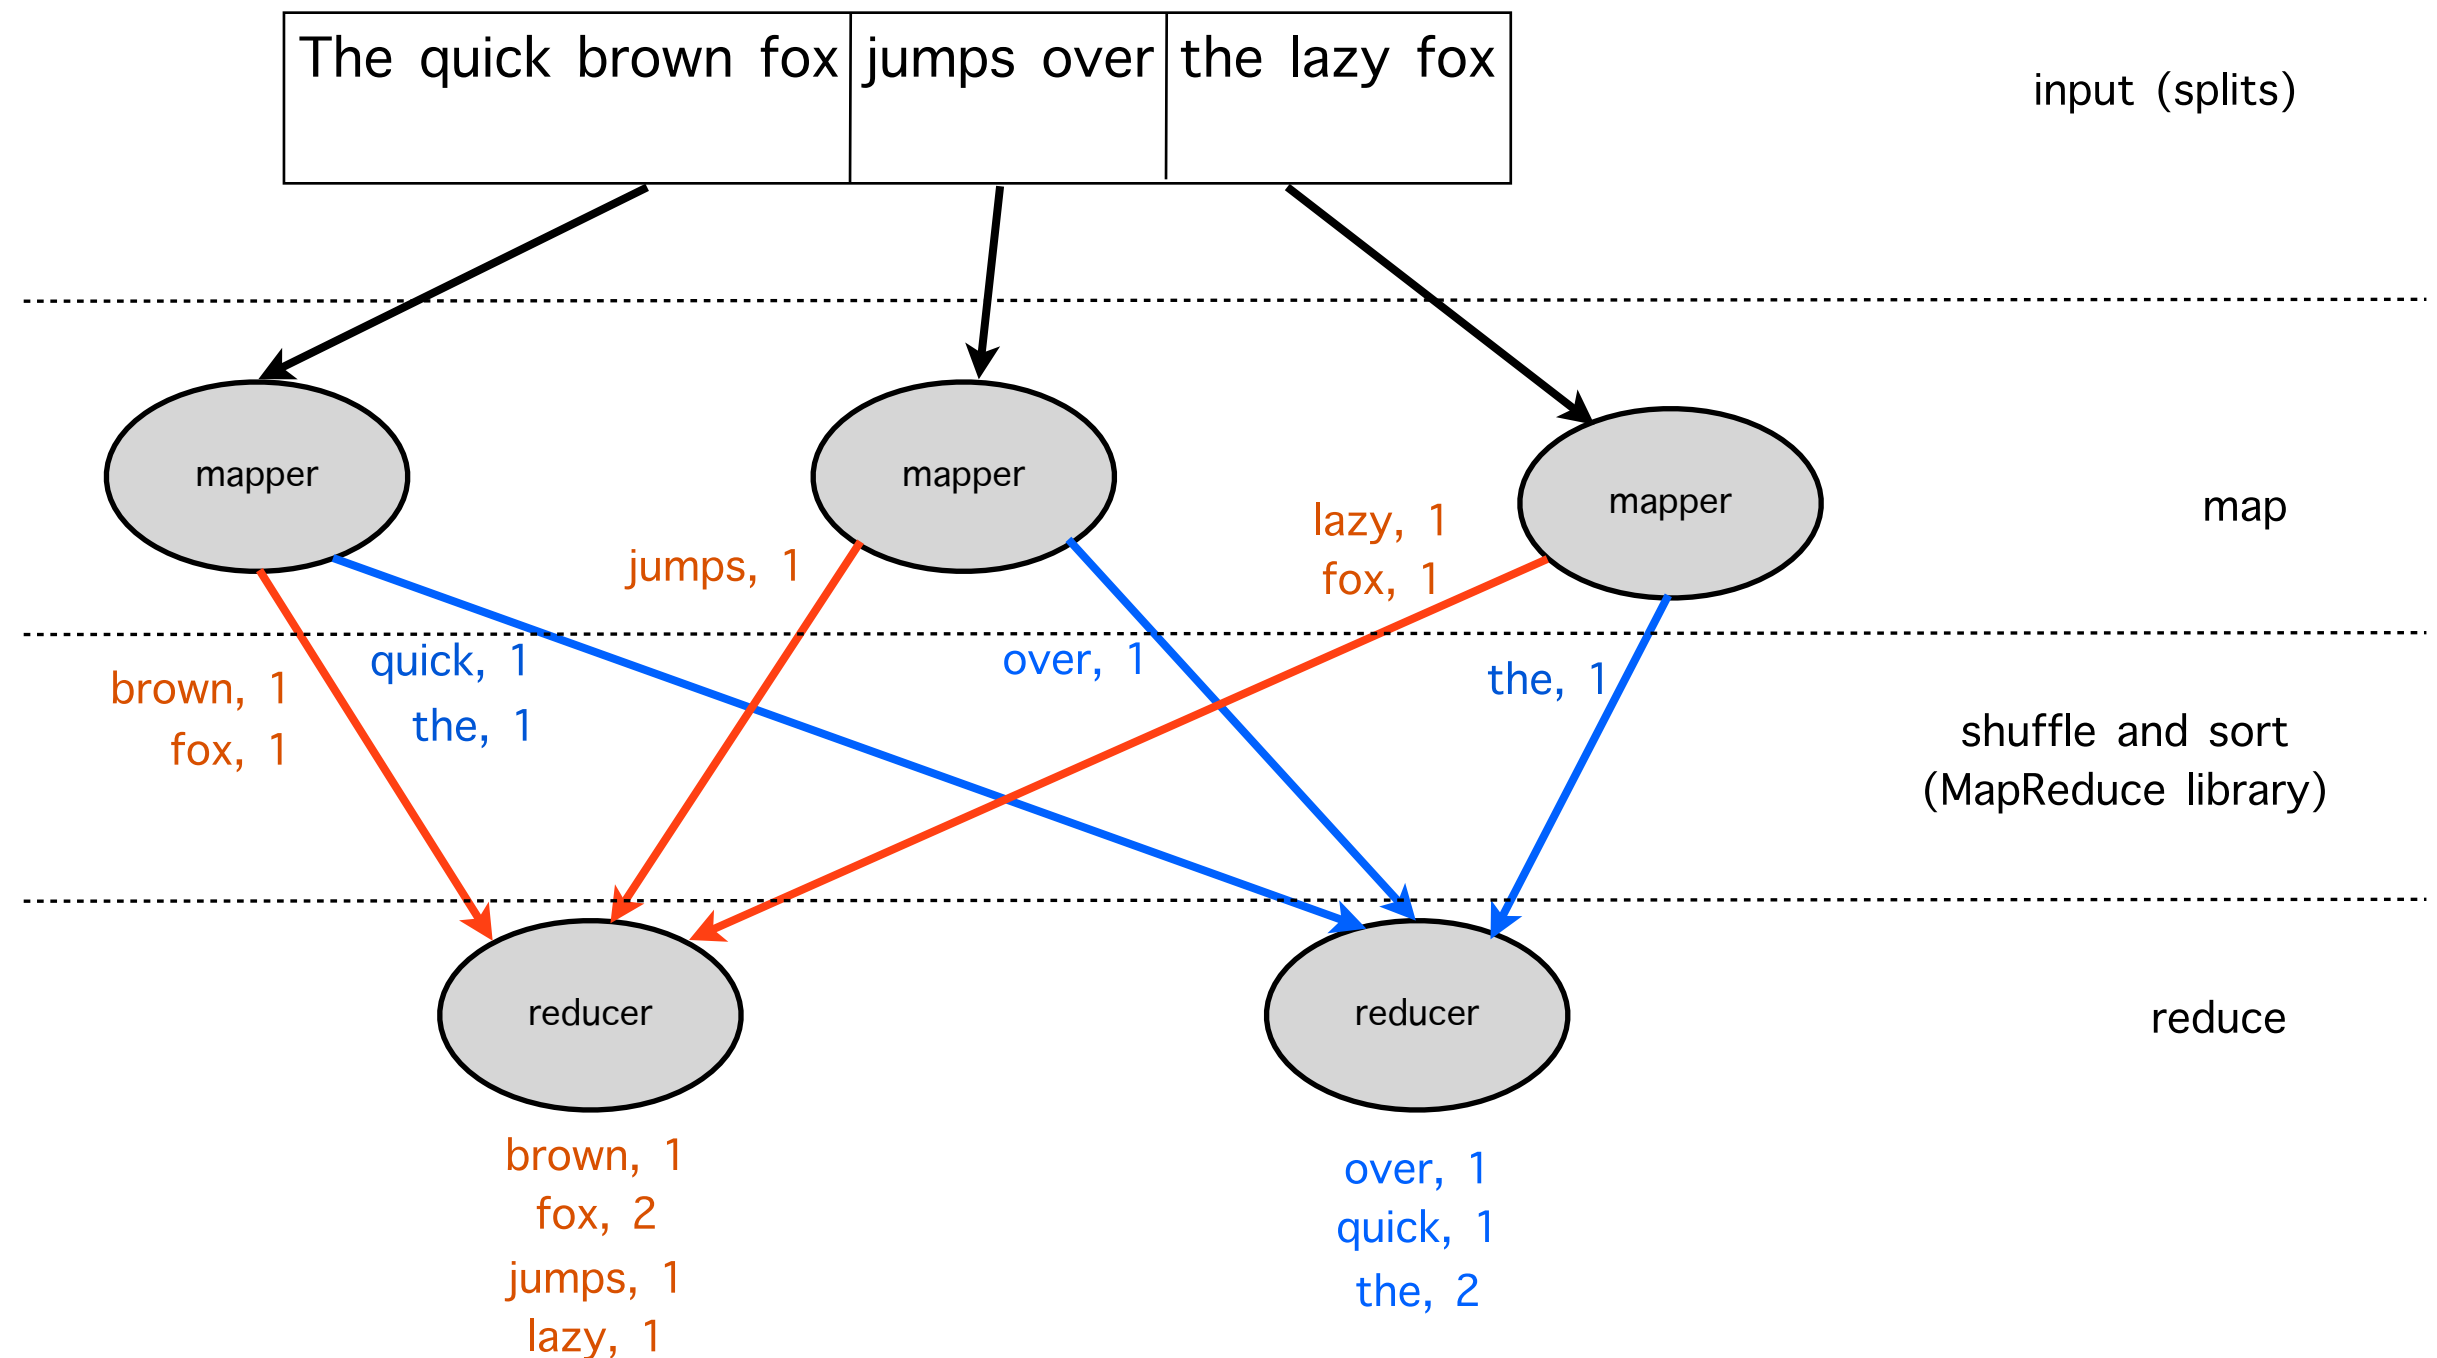 The quick brown fox
jumps over
the lazy fox
input (splits)
mapper
mapper
mapper
map
lazy, 1
fox, 1
jumps, 1
brown, 1
fox, 1
quick, 1
the, 1
over, 1
the, 1
shuffle and sort
(MapReduce library)
reducer
reducer
reduce
brown, 1
fox, 2
jumps, 1
lazy, 1
over, 1
quick, 1
the, 2